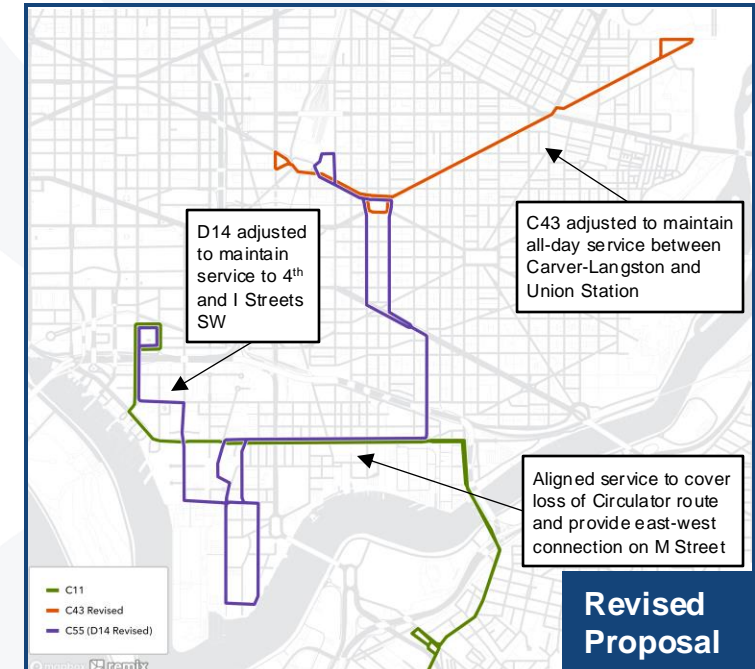 D14 adjusted
to maintain
service to 4th
and I Streets
SW
C43 adjusted to maintain
all-day service between
Carver-Langston and
Union Station
Aligned service to cover
loss of Circulator route
and provide east-west
connection on M Street
C11
C43 Revised
C55 (D14 Revised)
Revised
Proposal
remix